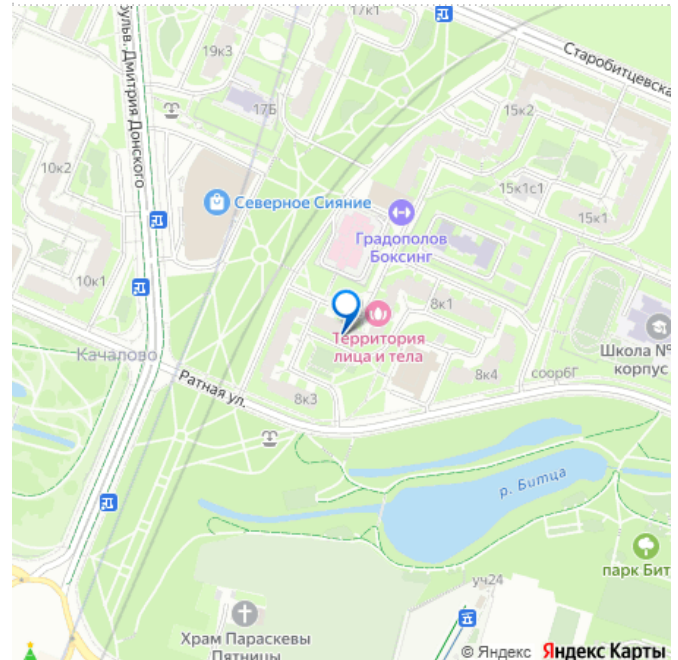 17к1
Бульв. Дмитрия Донского
19к3
Старобитцевская
17Б
15к2
10к2
15к1с1
Северное Сияние
15к1
Градополов
Боксинг
10к1
8к1
Территория
лица и тела
Школа №
корпус
Качалово
Ратная ул.
8к4
соор6Г
8к3
р. Битца
парк Бит
уч24
Храм Параскевы
Пятницы
© Яндекс Яндекс Карты